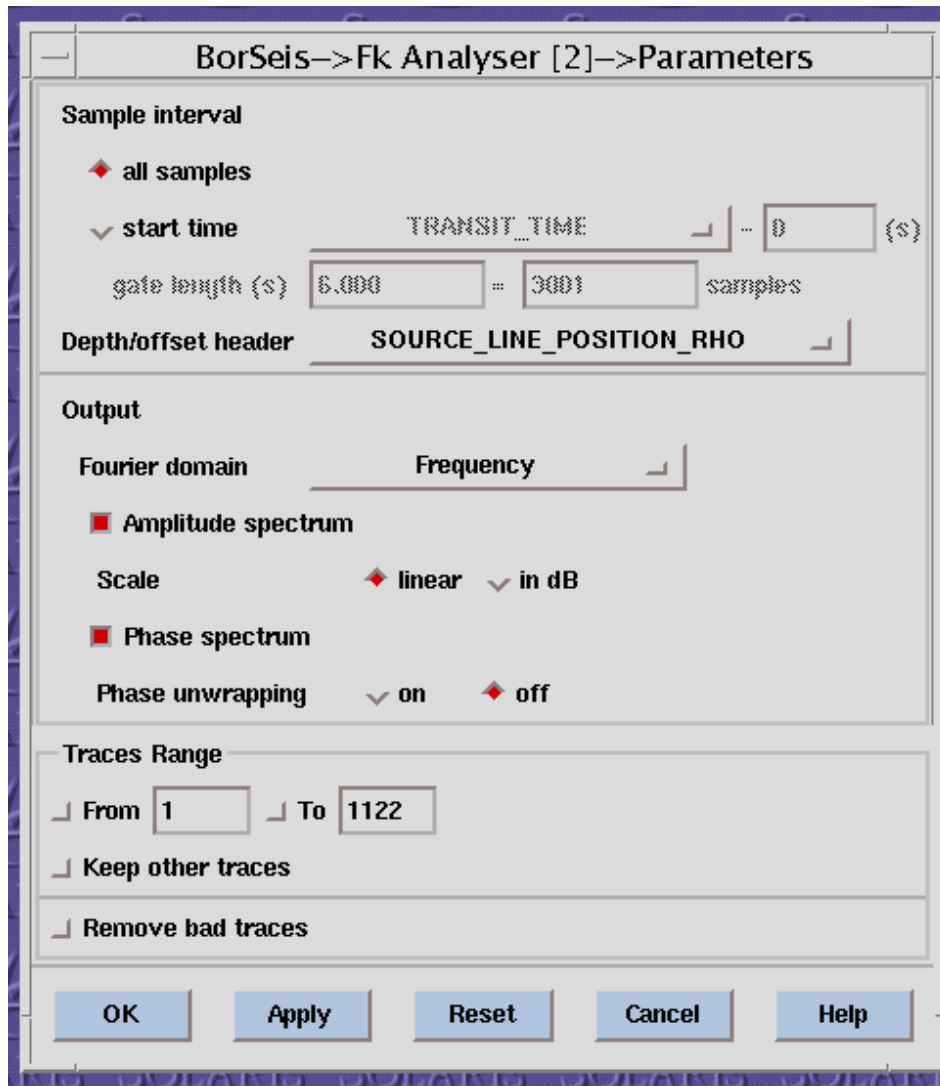 BorSeis–>Fk Analyser [2]–>Parameters
Sample interval
all samples
start time TRANSIT_TIME - 0 (s)
gate length (s) 6.000 = 3001 samples
Depth/offset header SOURCE_LINE_POSITION_RHO
Output
Fourier domain Frequency
Amplitude spectrum
Scale linear in dB
Phase spectrum
Phase unwrapping on off
Traces Range
From 1 To 1122
Keep other traces
Remove bad traces
OK Apply Reset Cancel Help